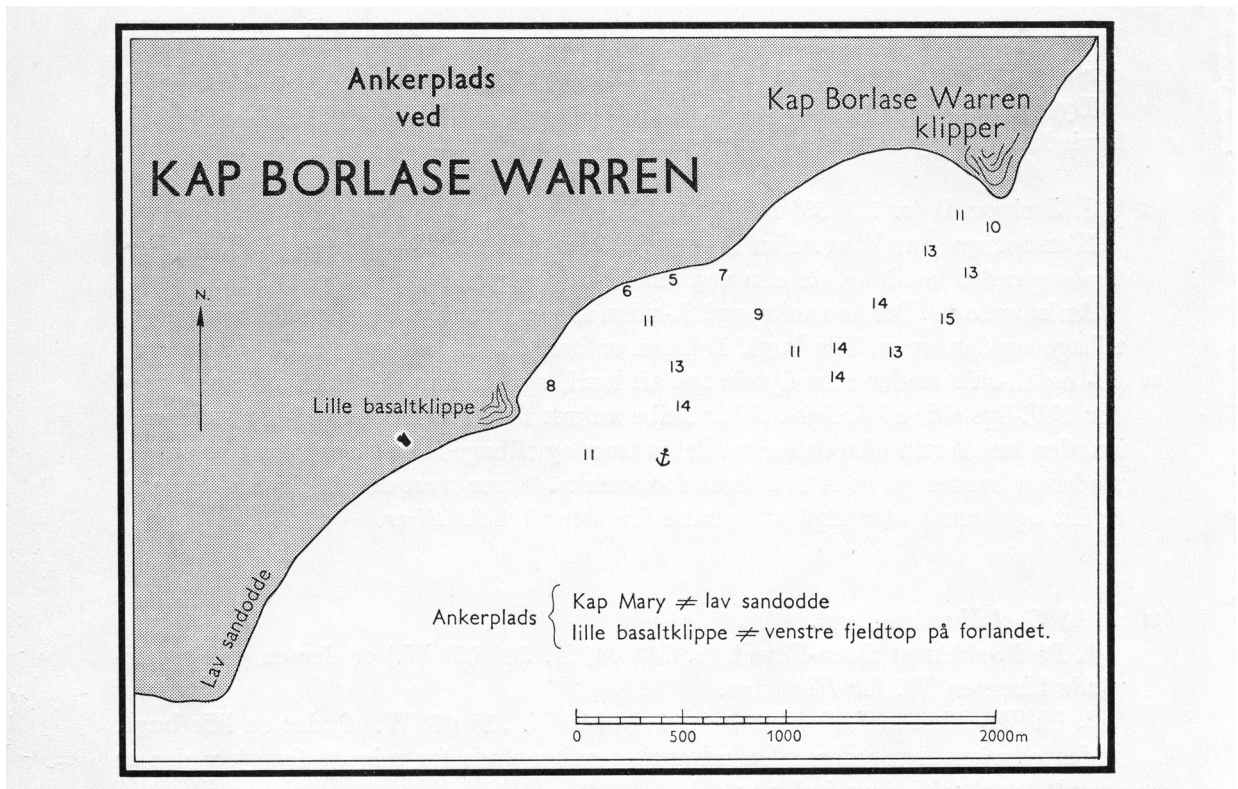 Ankerplads
ved
KAP BORLASE WARREN
Kap Borlase Warren
klipper
N.
11
10
13
13
5
7
6
14
9
15
11
11
14
13
13
14
8
14
Lille basaltklippe
11
Lav sandodde
Ankerplads
Kap Mary ≠ lav sandodde
lille basaltklippe ≠ venstre fjeldtop på forlandet.
0 500 1000 2000m